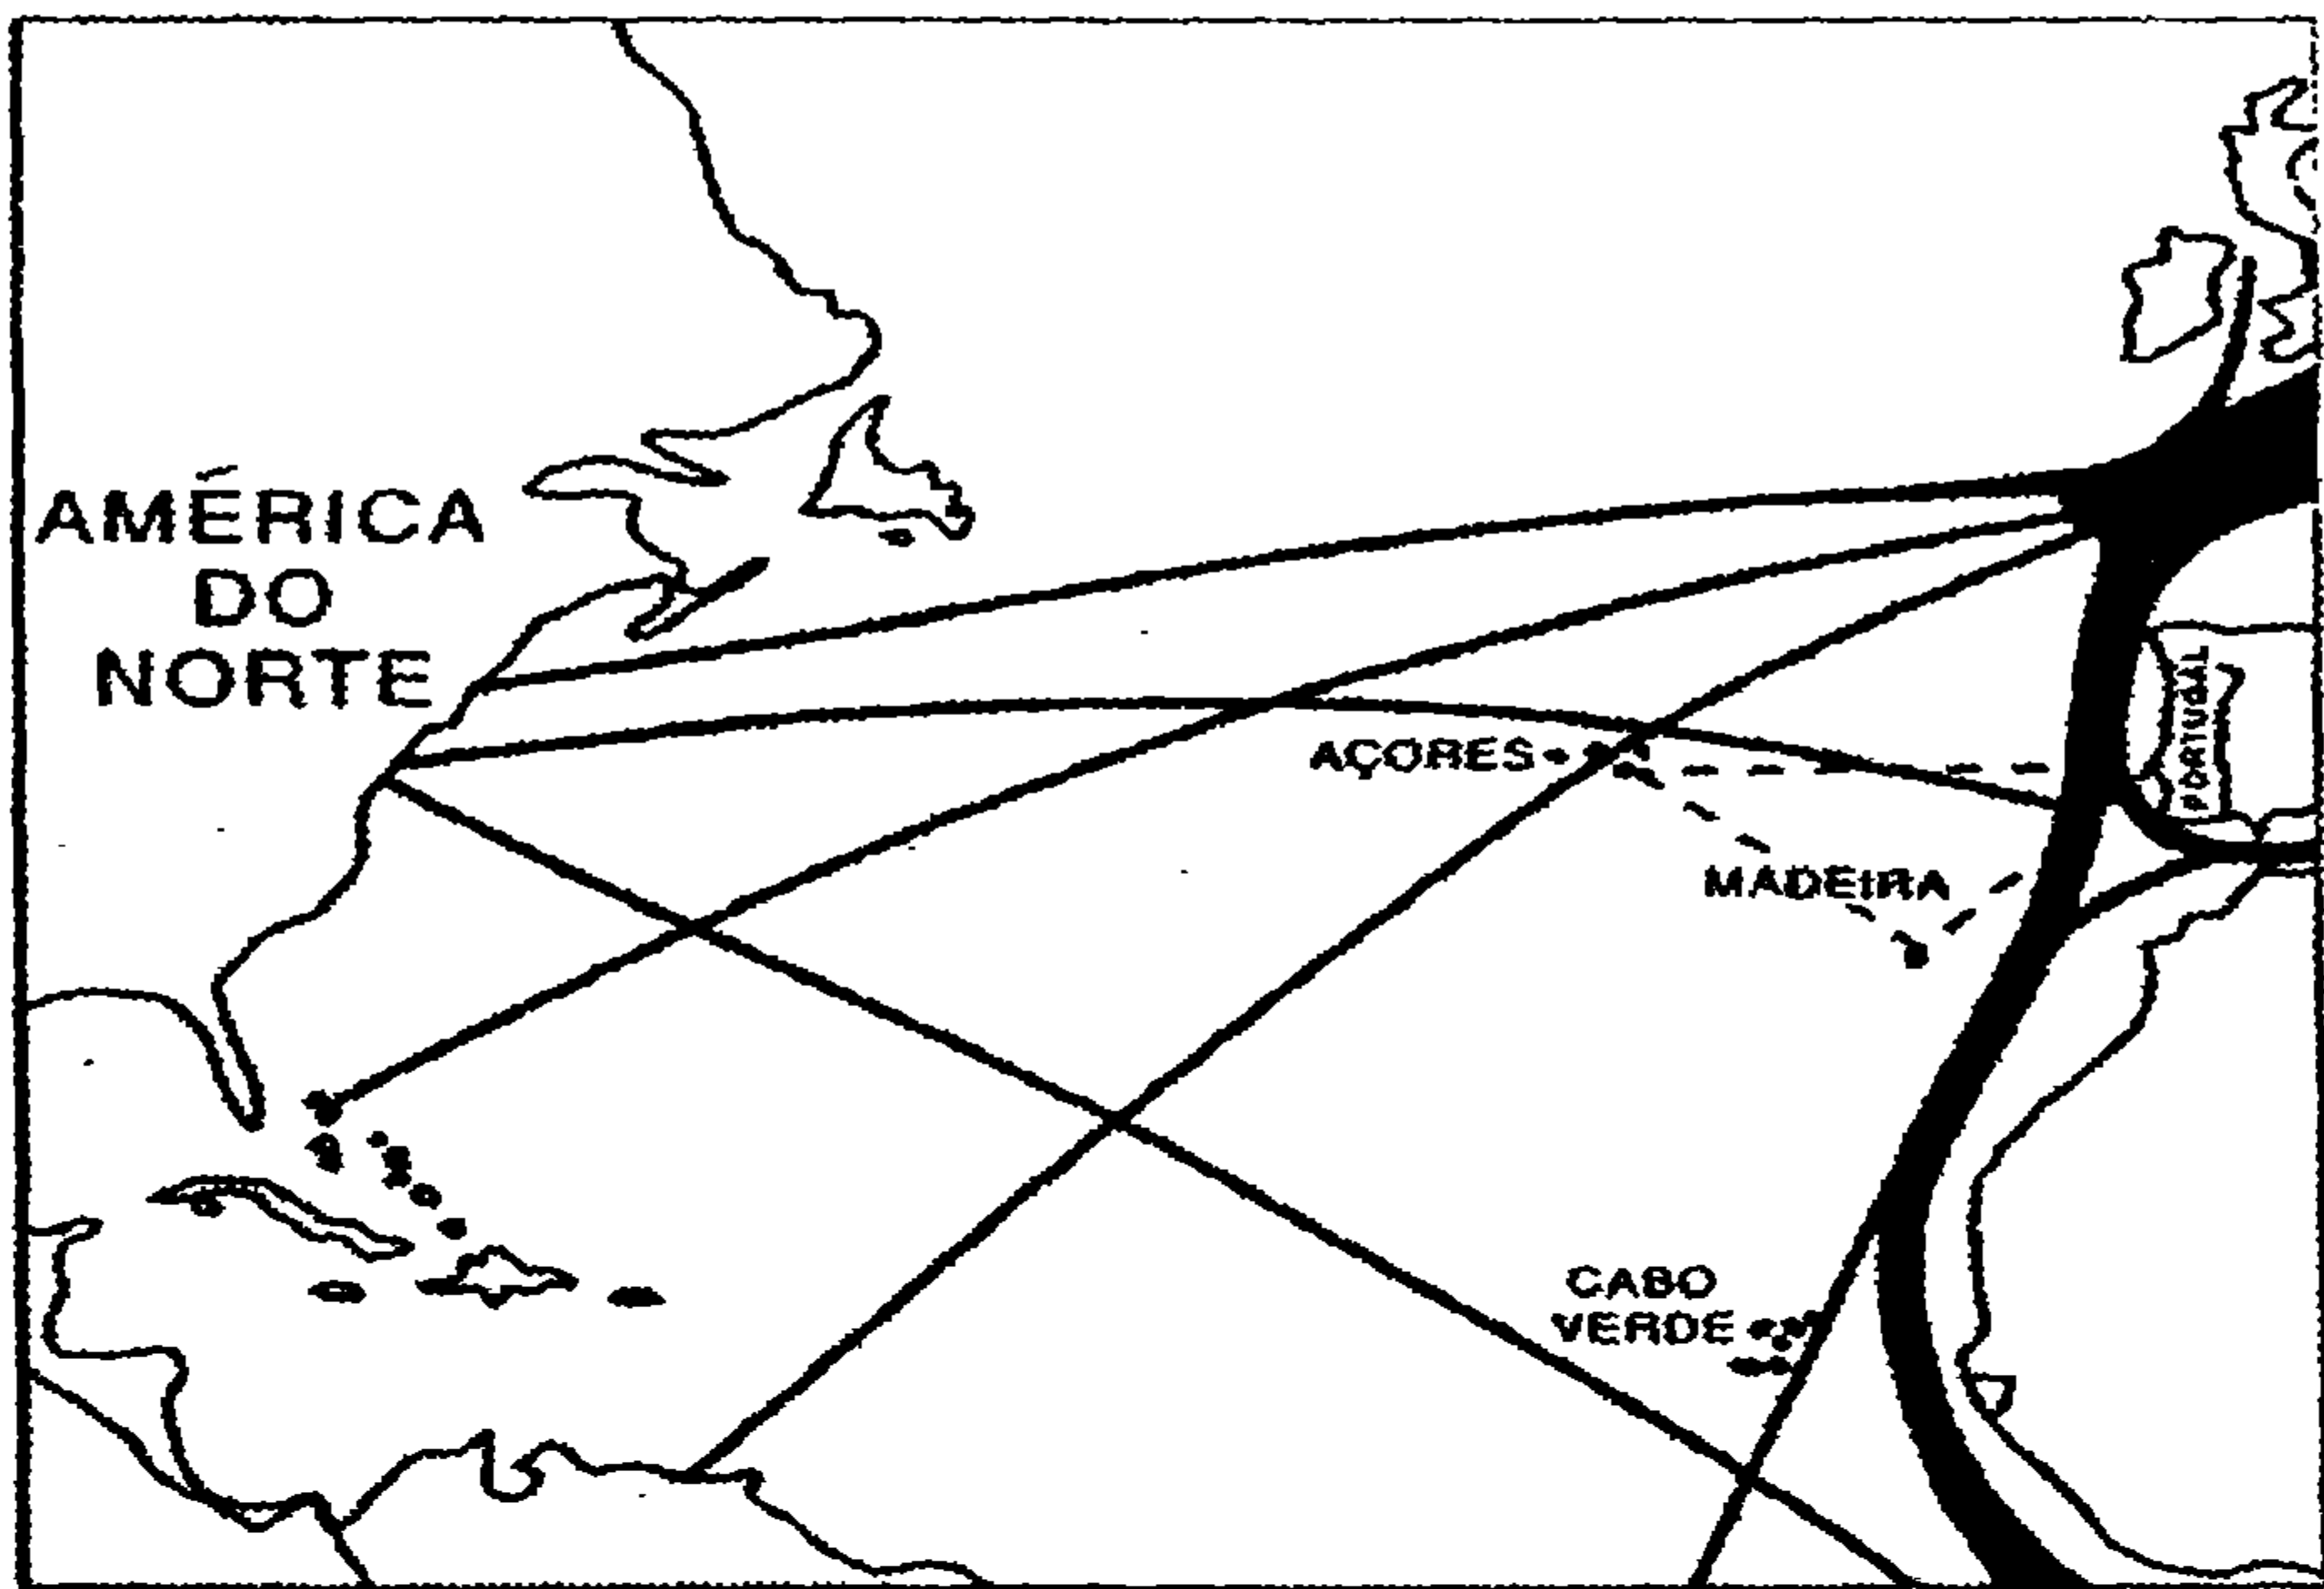 AMÉRICA
DO
NORTE
AÇORES
PORTUGAL
MADEIRA
CABO
VERDE